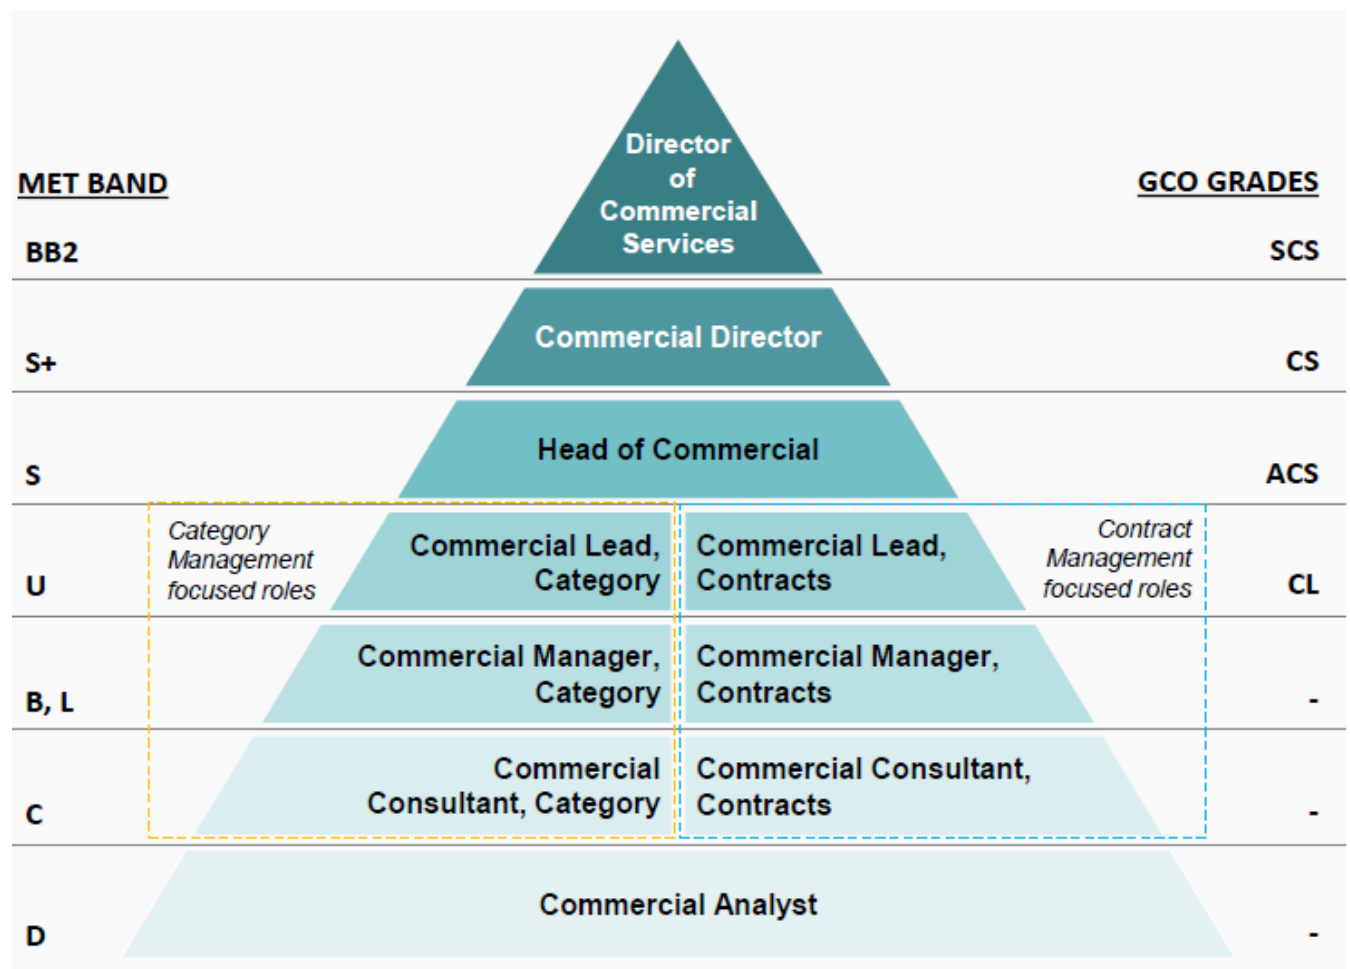 Director
of
Commercial
Services
MET BAND
GCO GRADES
BB2
SCS
Commercial Director
S+
CS
Head of Commercial
S
ACS
Category
Management
focused roles
Commercial Lead,
Category
Commercial Lead,
Contracts
Contract
Management
focused roles
U
CL
Commercial Manager,
Category
Commercial Manager,
Contracts
B, L
-
Commercial
Consultant, Category
Commercial Consultant,
Contracts
C
-
Commercial Analyst
D
-